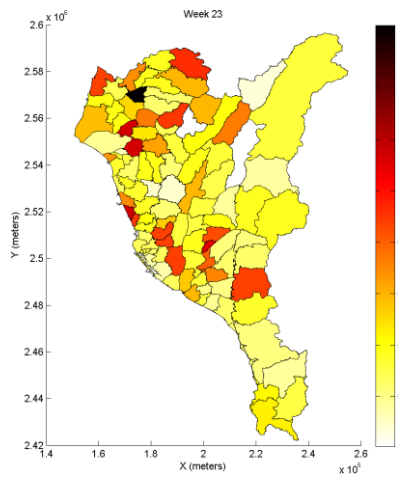 Week 23
x 10^6
2.6
2.58
2.56
2.54
2.52
2.5
2.48
2.46
2.44
2.42
Y (meters)
1.4 1.6 1.8 2 2.2 2.4 2.6
X (meters)
x 10^5